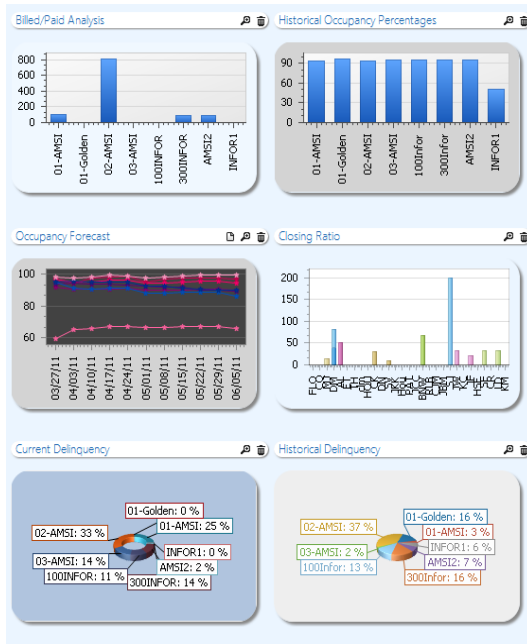 Billed/Paid Analysis
800
600
400
200
0
01-AMSI
01-Golden
02-AMSI
03-AMSI
100INFOR
300INFOR
AMSI2
INFOR1
Historical Occupancy Percentages
90
60
30
0
01-AMSI
01-Golden
02-AMSI
03-AMSI
100Infor
300Infor
AMSI2
INFOR1
Occupancy Forecast
100
80
60
03/27/11
04/03/11
04/10/11
04/17/11
04/24/11
05/01/11
05/08/11
05/15/11
05/22/11
05/29/11
06/05/11
Closing Ratio
200
150
100
50
0
FLO
HOU
KM
Current Delinquency
01-Golden: 0 %
01-AMSI: 25 %
02-AMSI: 33 %
INFOR1: 0 %
03-AMSI: 14 %
AMSI2: 2 %
100INFOR: 11 %
300INFOR: 14 %
Historical Delinquency
01-Golden: 16 %
02-AMSI: 37 %
01-AMSI: 3 %
INFOR1: 6 %
03-AMSI: 2 %
AMSI2: 7 %
100Infor: 13 %
300Infor: 16 %